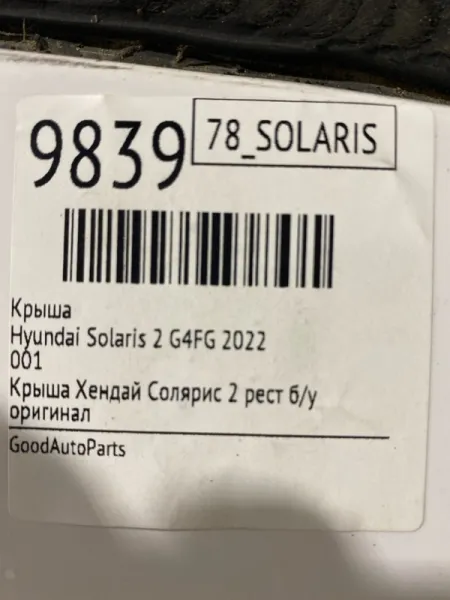 9839
78_SOLARIS
Крыша
Hyundai Solaris 2 G4FG 2022
001
Крыша Хендай Солярис 2 рест б/у
оригинал
GoodAutoParts